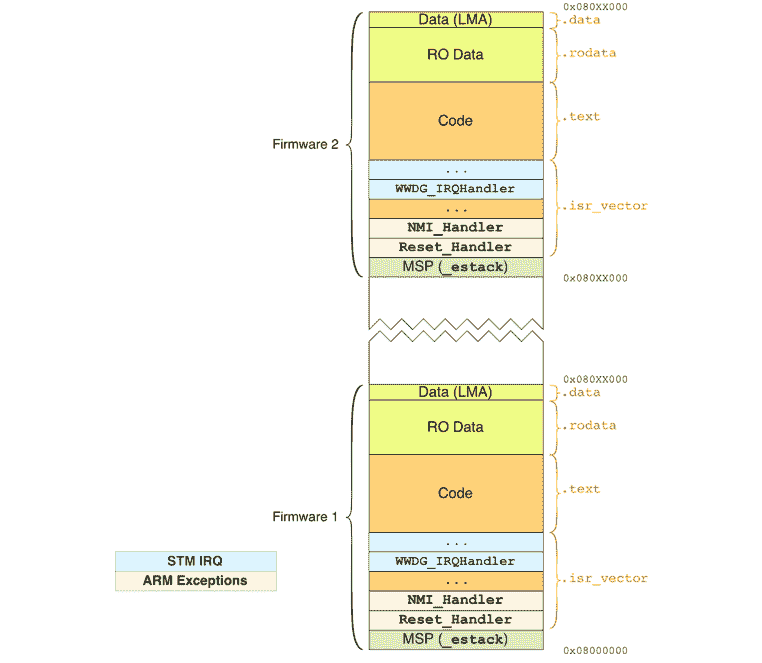 0x080XX000
Data (LMA)
.data
RO Data
.rodata
Code
.text
Firmware 2
...
WWDG_IRQHandler
...
.isr_vector
NMI_Handler
Reset_Handler
MSP (_estack)
0x080XX000
0x080XX000
Data (LMA)
.data
RO Data
.rodata
Code
.text
Firmware 1
...
STM IRQ
WWDG_IRQHandler
ARM Exceptions
...
.isr_vector
NMI_Handler
Reset_Handler
MSP (_estack)
0x08000000